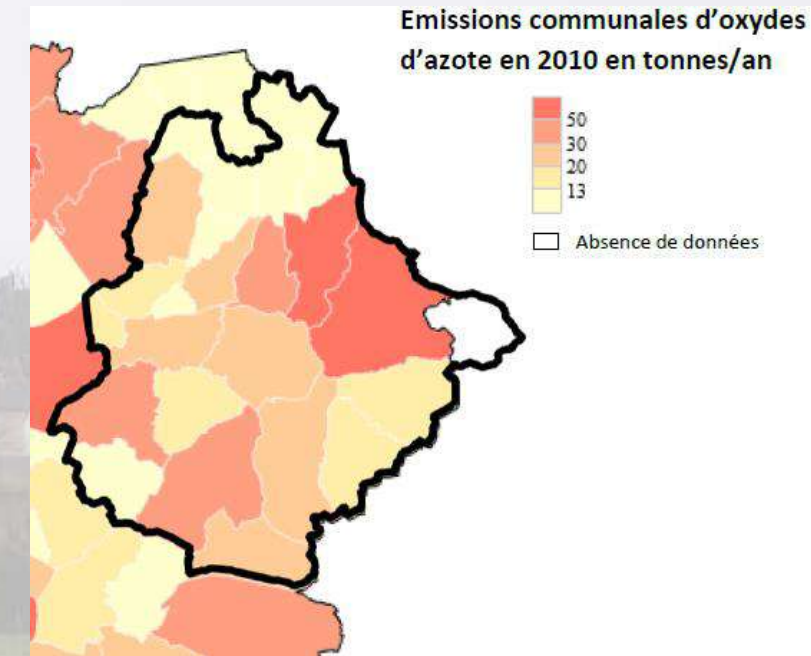 Emissions communales d’oxydes
d’azote en 2010 en tonnes/an
50
30
20
13
Absence de données